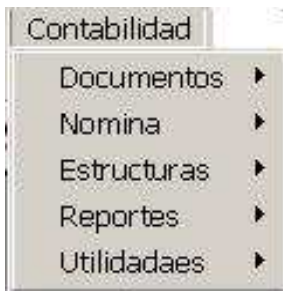 Contabilidad
Documentos
Nomina
Estructuras
Reportes
Utilidadaes